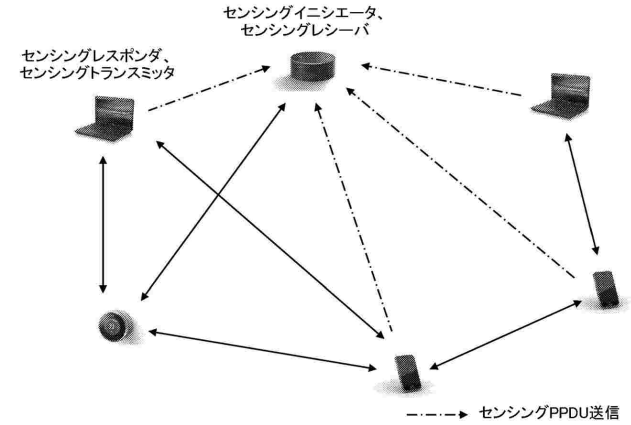 センシングイニシエータ、
センシングレシーバ
センシングレスポンダ、
センシングトランスミッタ
センシングPPDU送信